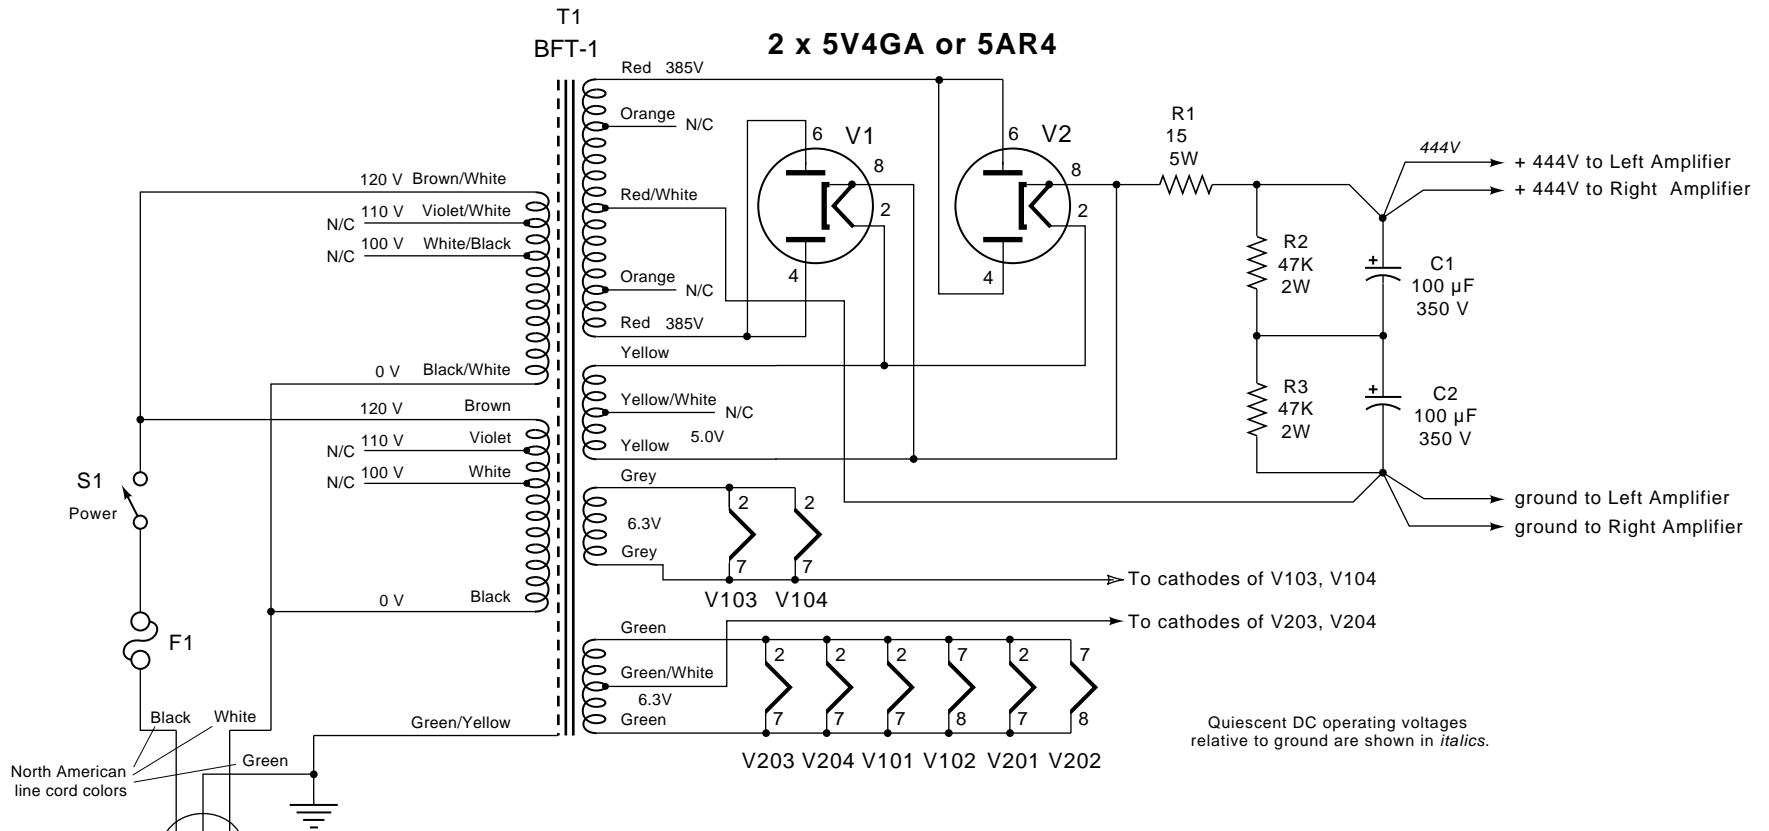 T1
BFT-1
2 x 5V4GA or 5AR4
Red 385V
Orange N/C
Red/White
Orange N/C
Red 385V
6 V1
8
2
4
6 V2
8
2
4
R1
15
5W
444V
+ 444V to Left Amplifier
+ 444V to Right Amplifier
R2
47K
2W
+ C1
100 µF
350 V
R3
47K
2W
+ C2
100 µF
350 V
ground to Left Amplifier
ground to Right Amplifier
120 V Brown/White
N/C 110 V Violet/White
N/C 100 V White/Black
0 V Black/White
120 V Brown
N/C 110 V Violet
N/C 100 V White
0 V Black
Yellow
Yellow/White N/C
5.0V
Yellow
Grey
6.3V
Grey
2 2
7 7
V103 V104
To cathodes of V103, V104
To cathodes of V203, V204
Green
Green/White
6.3V
Green
2 2 2 7 2 7
7 7 7 8 7 8
V203 V204 V101 V102 V201 V202
S1
Power
F1
Black White
Green/Yellow
Green
North American
line cord colors
Quiescent DC operating voltages
relative to ground are shown in italics.